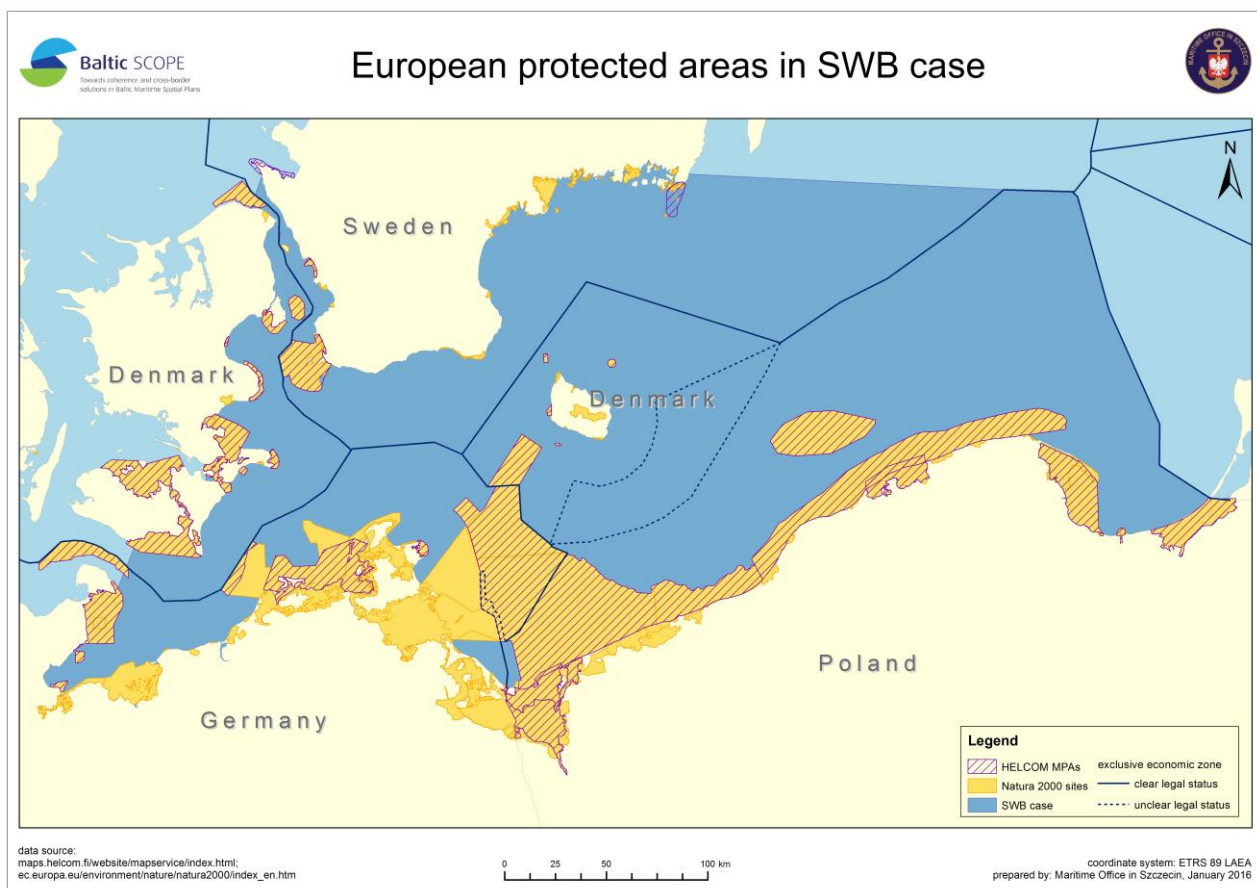 Baltic SCOPE
Towards coherence and cross-border
solutions in Baltic Maritime Spatial Plans
European protected areas in SWB case
MARITIME OFFICE IN SZCZECIN
N
Sweden
Denmark
Denmark
Poland
Germany
Legend
HELCOM MPAs
Natura 2000 sites
SWB case
exclusive economic zone
clear legal status
unclear legal status
data source:
maps.helcom.fi/website/mapservice/index.html;
ec.europa.eu/environment/nature/natura2000/index_en.htm
0 25 50 100 km
coordinate system: ETRS 89 LAEA
prepared by: Maritime Office in Szczecin, January 2016